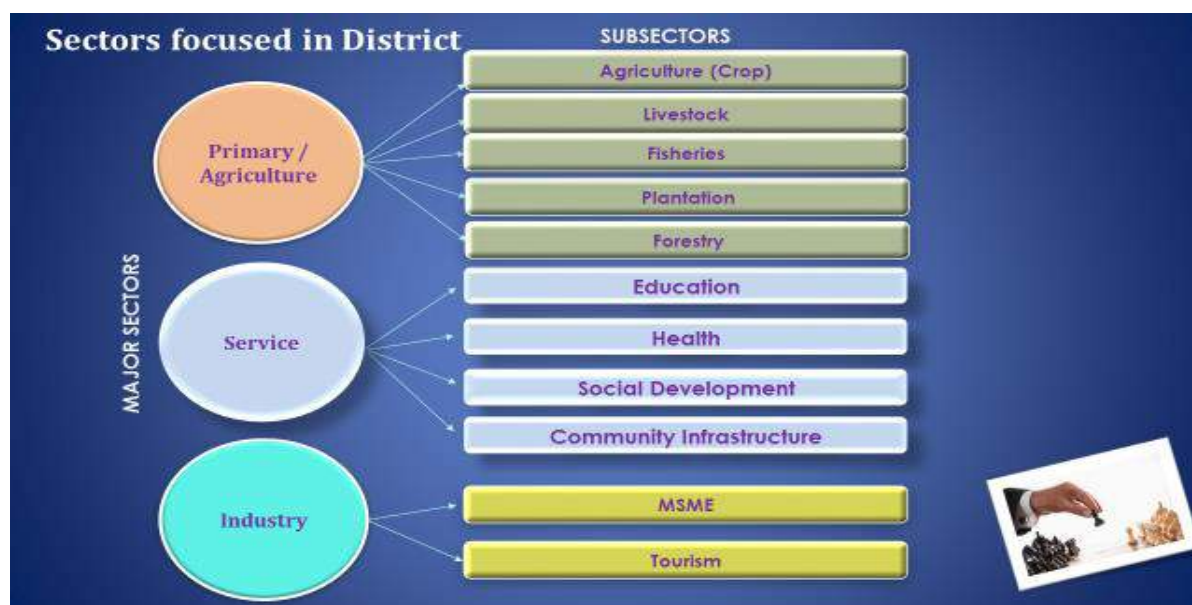 Sectors focused in District
SUBSECTORS
MAJOR SECTORS
Primary /
Agriculture
Agriculture (Crop)
Livestock
Fisheries
Plantation
Forestry
Service
Education
Health
Social Development
Community Infrastructure
Industry
MSME
Tourism